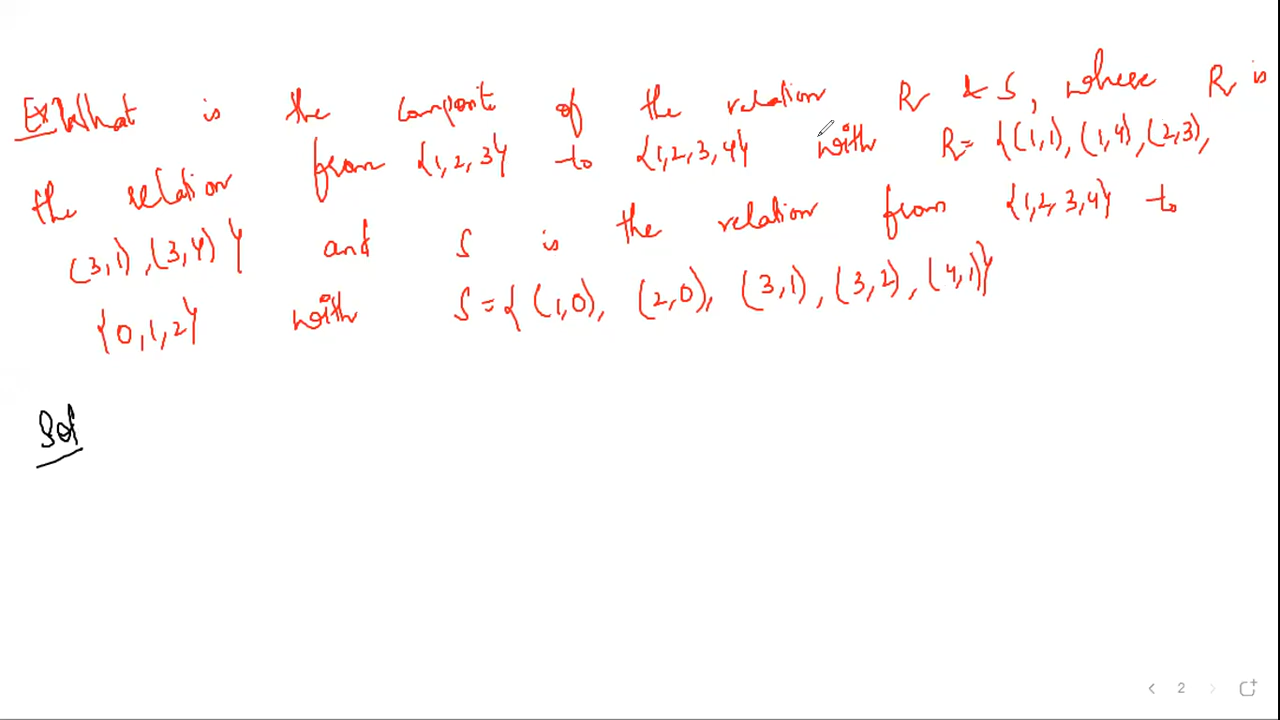 Ex What is the composite of the relation R & S, where R is
the relation from {1,2,3} to {1,2,3,4} with R= {(1,1), (1,4), (2,3),
(3,1), (3,4)} and S is the relation from {1,2,3,4} to
{0,1,2} with S={(1,0), (2,0), (3,1), (3,2), (4,1)}
Sol
2